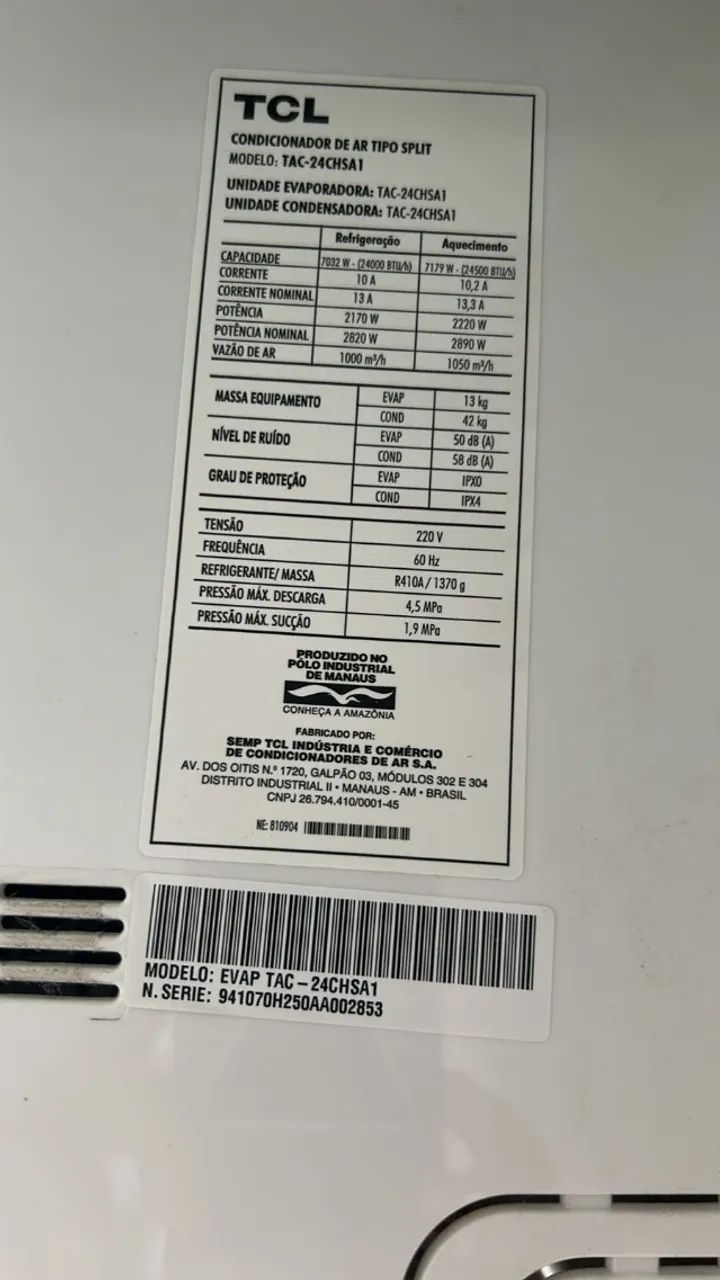 TCL
CONDICIONADOR DE AR TIPO SPLIT
MODELO: TAC-24CHSA1
UNIDADE EVAPORADORA: TAC-24CHSA1
UNIDADE CONDENSADORA: TAC-24CHSA1
Refrigeração Aquecimento
CAPACIDADE 7032 W - (24000 BTU/h) 7179 W - (24500 BTU/h)
CORRENTE 10 A 10,2 A
CORRENTE NOMINAL 13 A 13,3 A
POTÊNCIA 2170 W 2220 W
POTÊNCIA NOMINAL 2820 W 2890 W
VAZÃO DE AR 1000 m³/h 1050 m³/h
MASSA EQUIPAMENTO EVAP 13 kg
COND 42 kg
NÍVEL DE RUÍDO EVAP 50 dB (A)
COND 58 dB (A)
GRAU DE PROTEÇÃO EVAP IPX0
COND IPX4
TENSÃO 220 V
FREQUÊNCIA 60 Hz
REFRIGERANTE/ MASSA R410A / 1370 g
PRESSÃO MÁX. DESCARGA 4,5 MPa
PRESSÃO MÁX. SUCÇÃO 1,9 MPa
PRODUZIDO NO
PÓLO INDUSTRIAL
DE MANAUS
CONHEÇA A AMAZÔNIA
FABRICADO POR:
SEMP TCL INDÚSTRIA E COMÉRCIO
DE CONDICIONADORES DE AR S.A.
AV. DOS OITIS N.º 1720, GALPÃO 03, MÓDULOS 302 E 304
DISTRITO INDUSTRIAL II • MANAUS - AM • BRASIL
CNPJ 26.794.410/0001-45
NE: 810904
MODELO: EVAP TAC-24CHSA1
N. SERIE: 941070H250AA002853